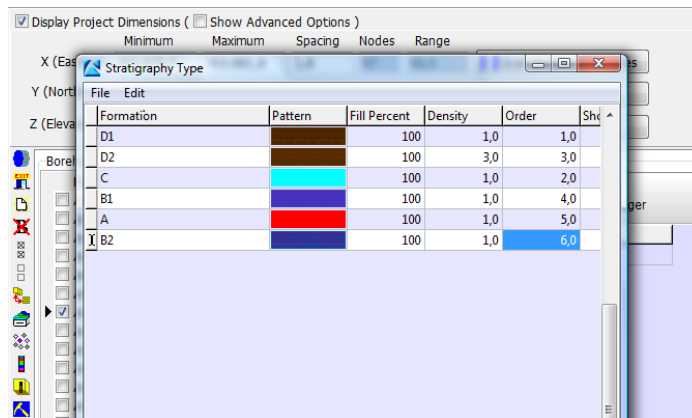 Display Project Dimensions ( Show Advanced Options )
Minimum Maximum Spacing Nodes Range
X (Eas
Stratigraphy Type
es
Y (North
File Edit
Z (Eleva
Formation Pattern Fill Percent Density Order Sho
D1 100 1,0 1,0
Boreh
D2 100 3,0 3,0
C 100 1,0 2,0
B1 100 1,0 4,0
ger
A 100 1,0 5,0
B2 100 1,0 6,0